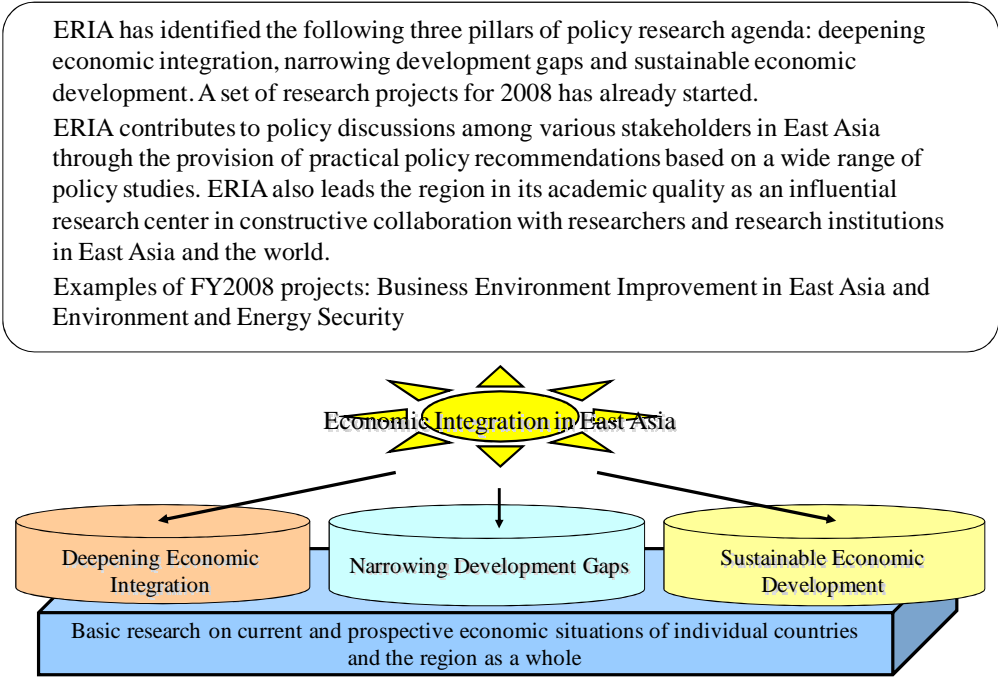 ERIA has identified the following three pillars of policy research agenda: deepening
economic integration, narrowing development gaps and sustainable economic
development. A set of research projects for 2008 has already started.
ERIA contributes to policy discussions among various stakeholders in East Asia
through the provision of practical policy recommendations based on a wide range of
policy studies. ERIA also leads the region in its academic quality as an influential
research center in constructive collaboration with researchers and research institutions
in East Asia and the world.
Examples of FY2008 projects: Business Environment Improvement in East Asia and
Environment and Energy Security
Economic Integration in East Asia
Deepening Economic
Integration
Narrowing Development Gaps
Sustainable Economic
Development
Basic research on current and prospective economic situations of individual countries
and the region as a whole